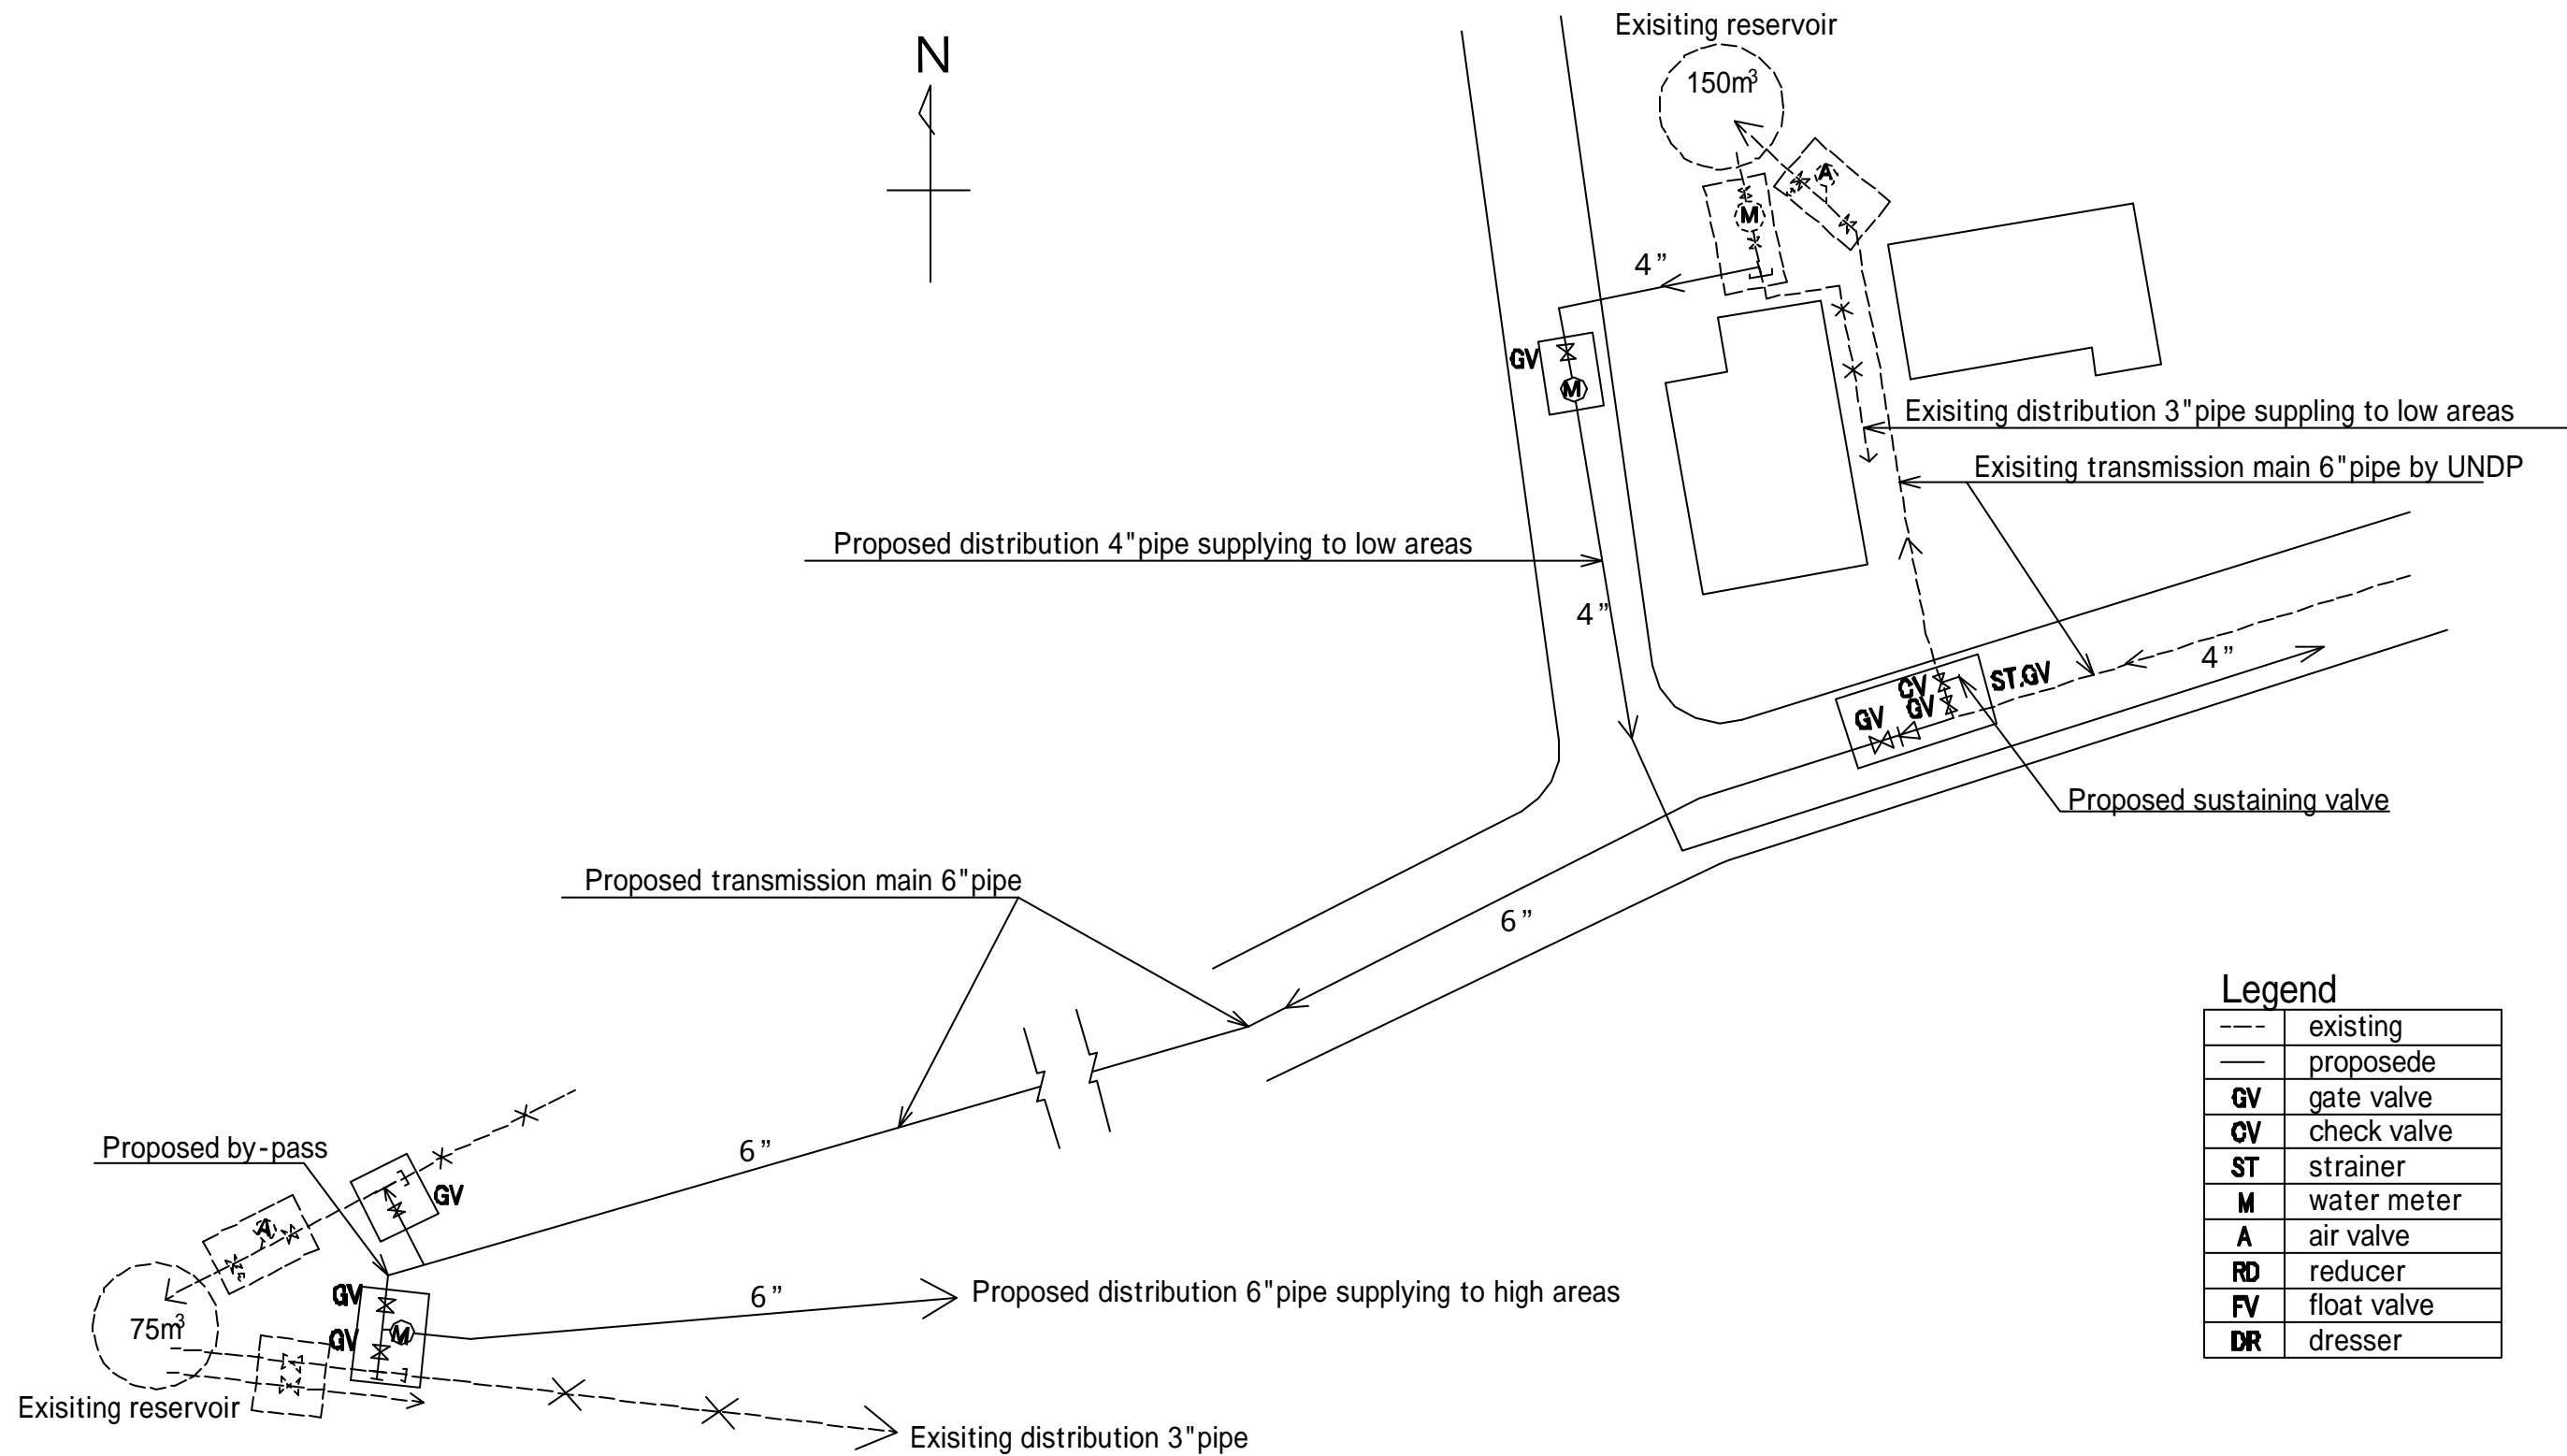 Exisiting reservoir
N
150m³
A
M
4”
GV
M
Exisiting distribution 3"pipe suppling to low areas
Exisiting transmission main 6"pipe by UNDP
Proposed distribution 4"pipe supplying to low areas
4”
4”
CV
ST.GV
GV
GV
Proposed sustaining valve
Proposed transmission main 6"pipe
6”
Legend
existing
proposede
GV gate valve
CV check valve
ST strainer
M water meter
A air valve
RD reducer
FV float valve
DR dresser
Proposed by-pass
6”
GV
A
GV
6”
Proposed distribution 6"pipe supplying to high areas
75m³
GV
M
Exisiting reservoir
Exisiting distribution 3"pipe